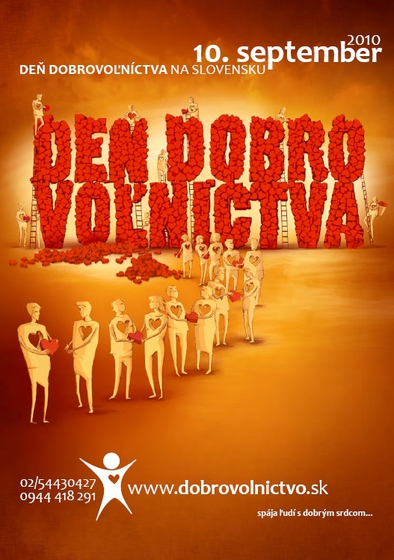 2010
10. september
DEŇ DOBROVOĽNÍCTVA NA SLOVENSKU
DEŇ DOBRO
VOĽNÍCTVA
02/54430427
0944 418 291
www.dobrovolnictvo.sk
spája ľudí s dobrým srdcom...